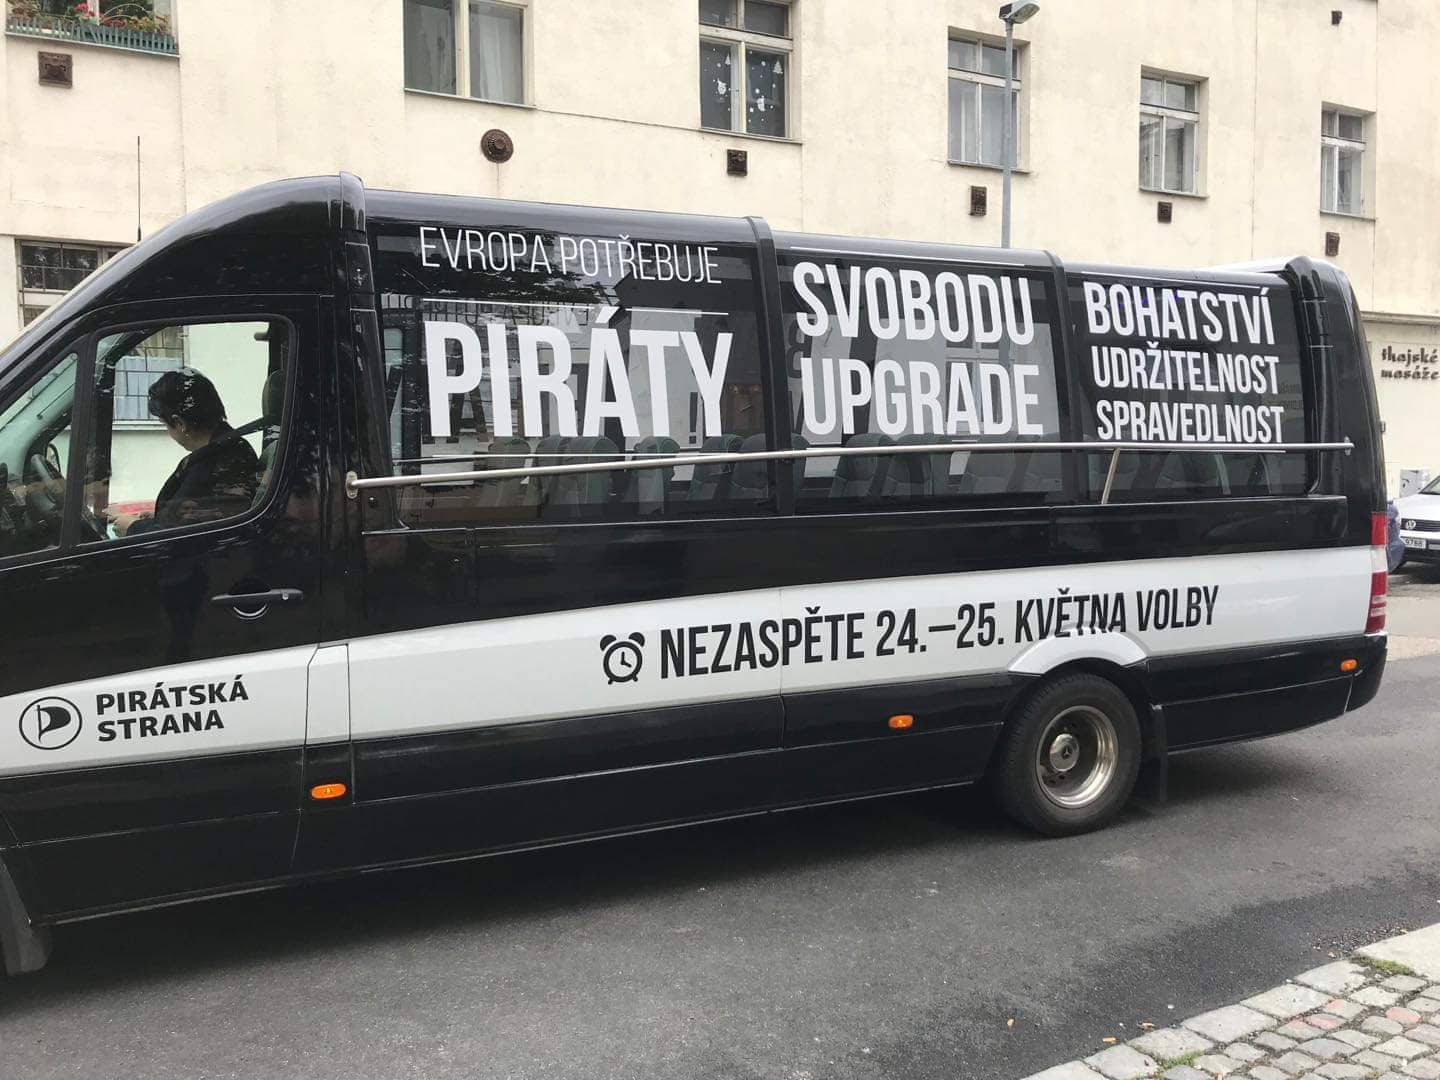 EVROPA POTŘEBUJE
PIRÁTY
SVOBODU
UPGRADE
BOHATSTVÍ
UDRŽITELNOST
SPRAVEDLNOST
NEZASPĚTE 24.–25. KVĚTNA VOLBY
PIRÁTSKÁ
STRANA
thajské
masáže